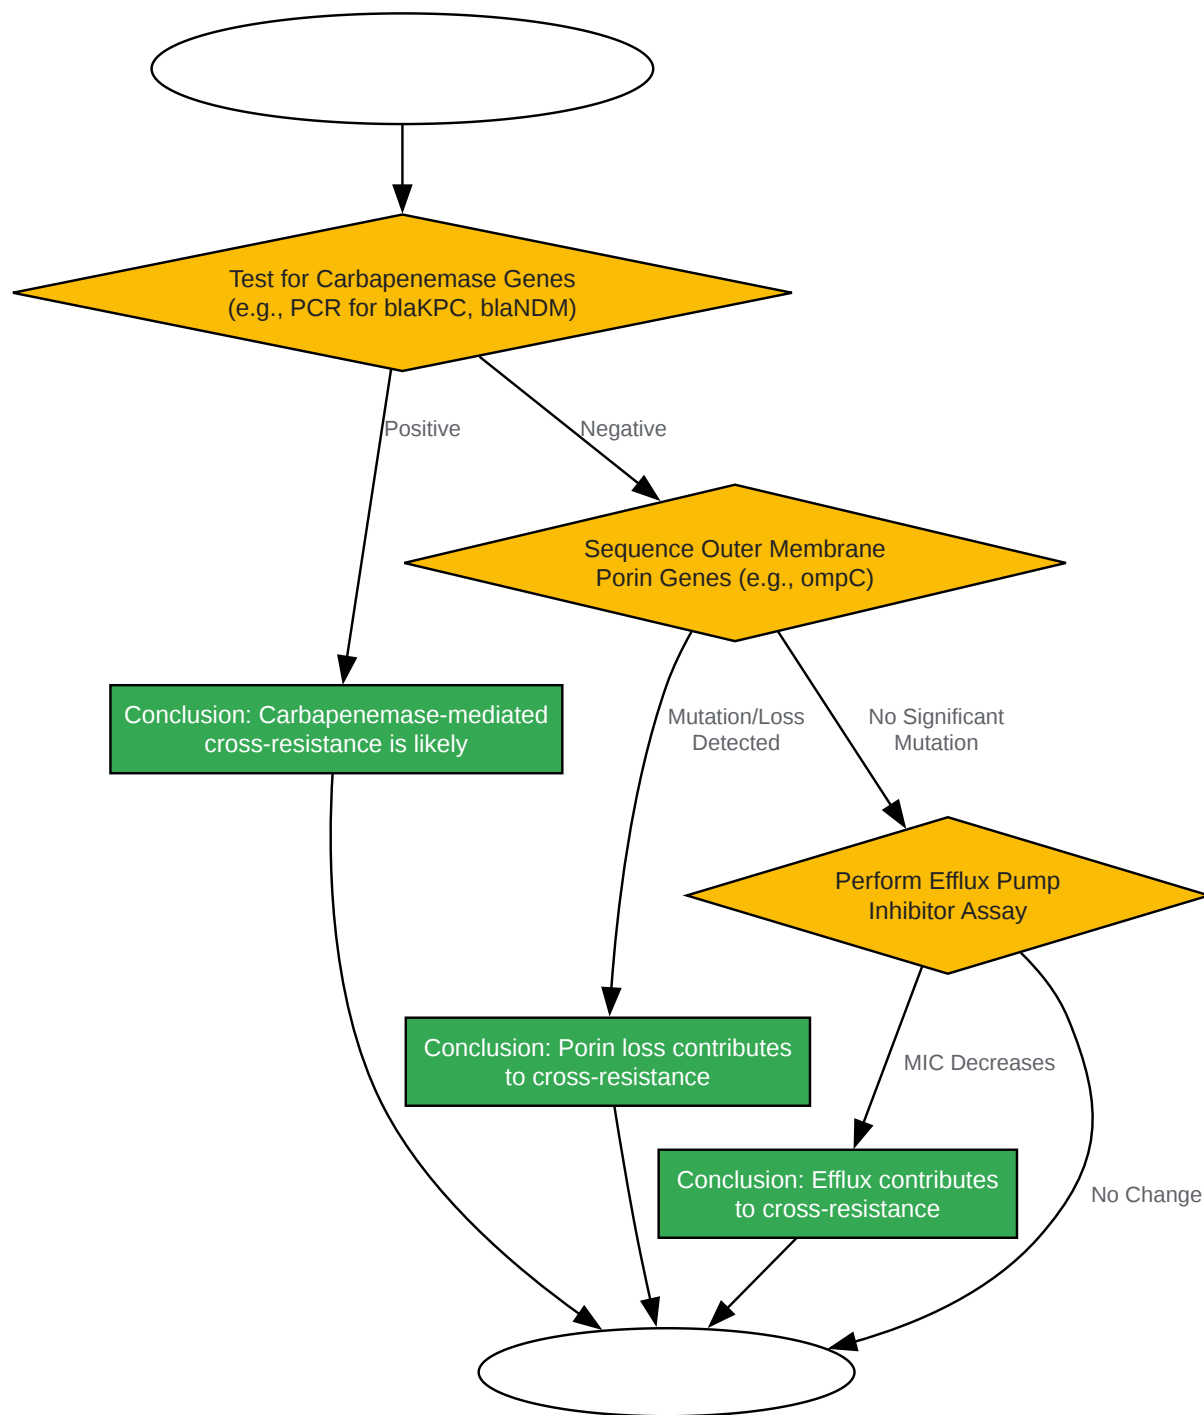 Test for Carbapenemase Genes
(e.g., PCR for blaKPC, blaNDM)
Positive
Negative
Sequence Outer Membrane
Porin Genes (e.g., ompC)
Conclusion: Carbapenemase-mediated
cross-resistance is likely
Mutation/Loss
Detected
No Significant
Mutation
Perform Efflux Pump
Inhibitor Assay
Conclusion: Porin loss contributes
to cross-resistance
MIC Decreases
Conclusion: Efflux contributes
to cross-resistance
No Change